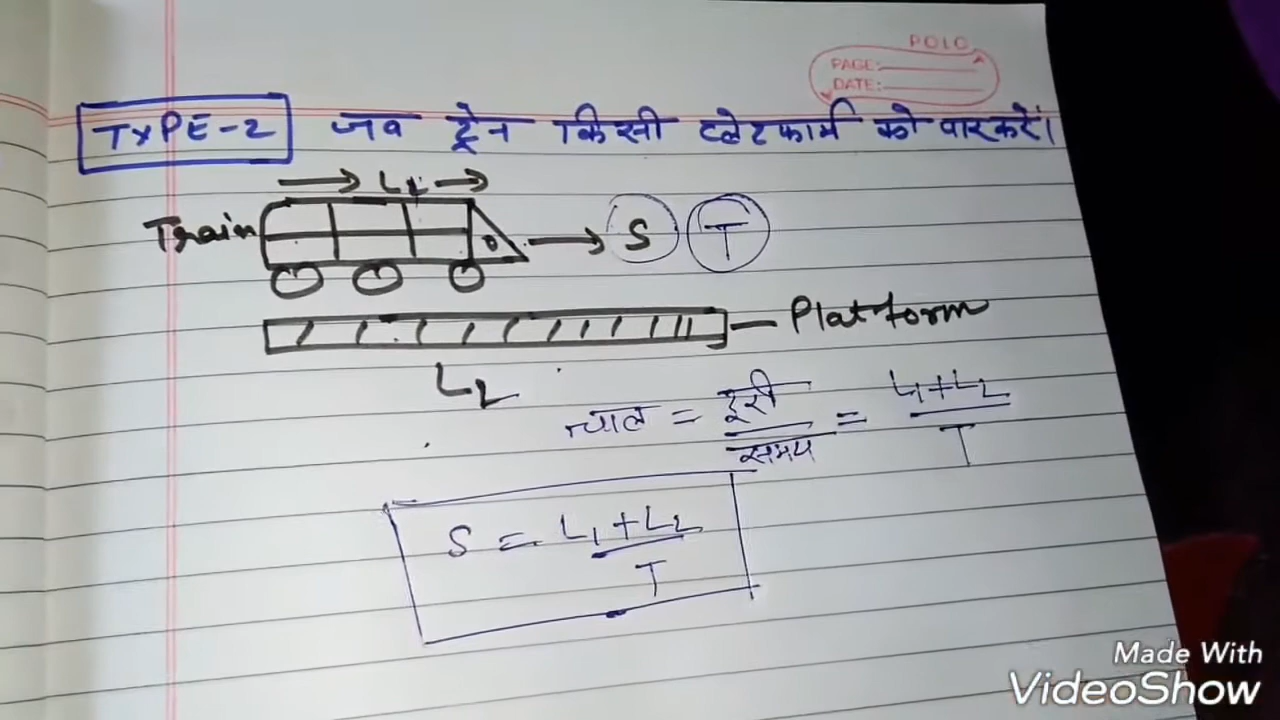 POLO
PAGE:
DATE:
TYPE-2 जब ट्रेन किसी प्लेटफार्म को पार करें।
L1
Train S T
Platform
L2
चाल = दूरी/समय = L1+L2/T
S = L1+L2/T
Made With
VideoShow